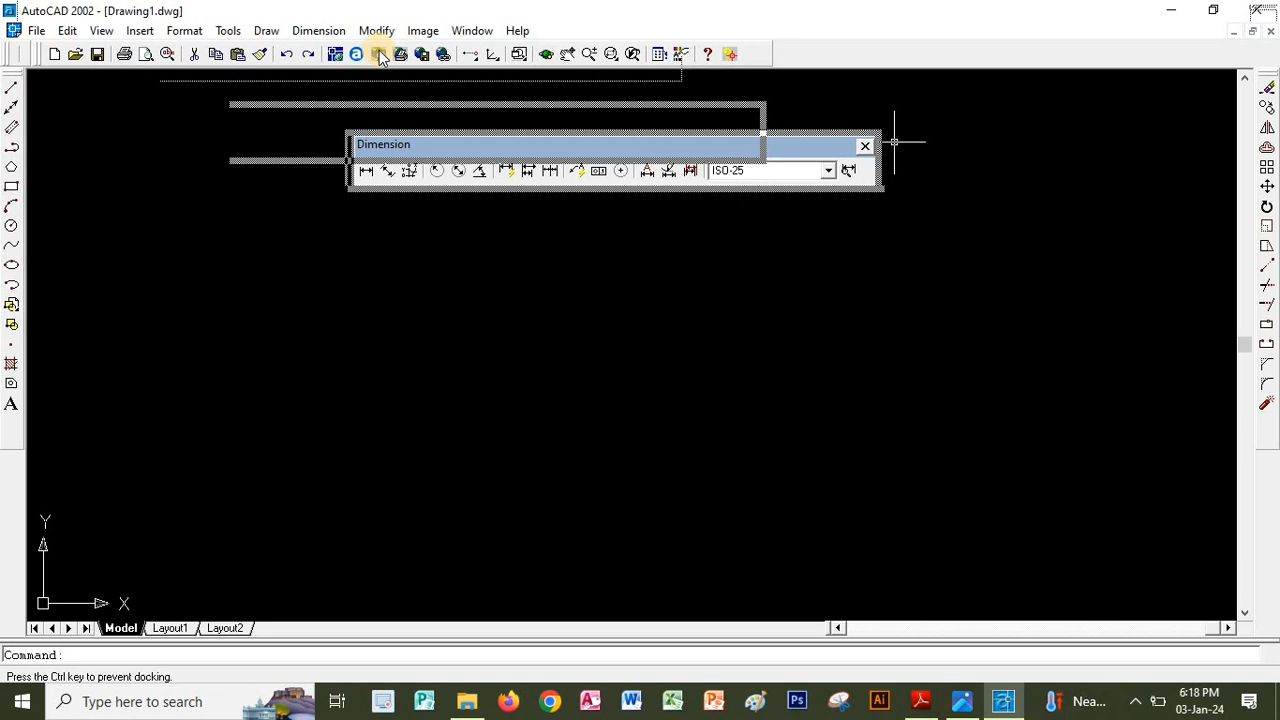 AutoCAD 2002 - [Drawing1.dwg]
File Edit View Insert Format Tools Draw Dimension Modify Image Window Help
Dimension
ISO-25
Y
X
Model Layout1 Layout2
Command:
Press the Ctrl key to prevent docking.
Type here to search
Nea...
6:18 PM
03-Jan-24